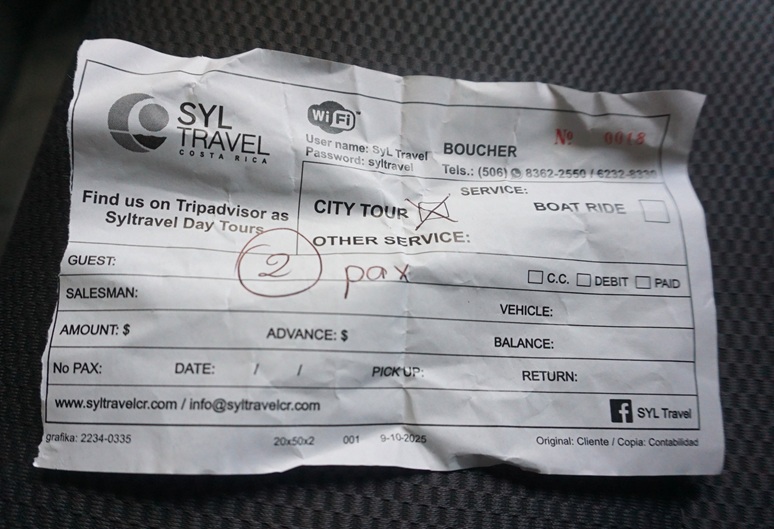 SYL
TRAVEL
COSTA RICA
Find us on Tripadvisor as
Syltravel Day Tours
WiFi
User name: SyL Travel
Password: syltravel
BOUCHER
Nº 0018
Tels.: (506) 8362-2550 / 6232-8330
SERVICE:
CITY TOUR
BOAT RIDE
OTHER SERVICE:
GUEST:
2 pax
C.C. DEBIT PAID
SALESMAN:
VEHICLE:
AMOUNT: $
ADVANCE: $
BALANCE:
No PAX:
DATE: / /
PICK UP:
RETURN:
www.syltravelcr.com / info@syltravelcr.com
f SYL Travel
grafika: 2234-0335
20x50x2 001 9-10-2025
Original: Cliente / Copia: Contabilidad